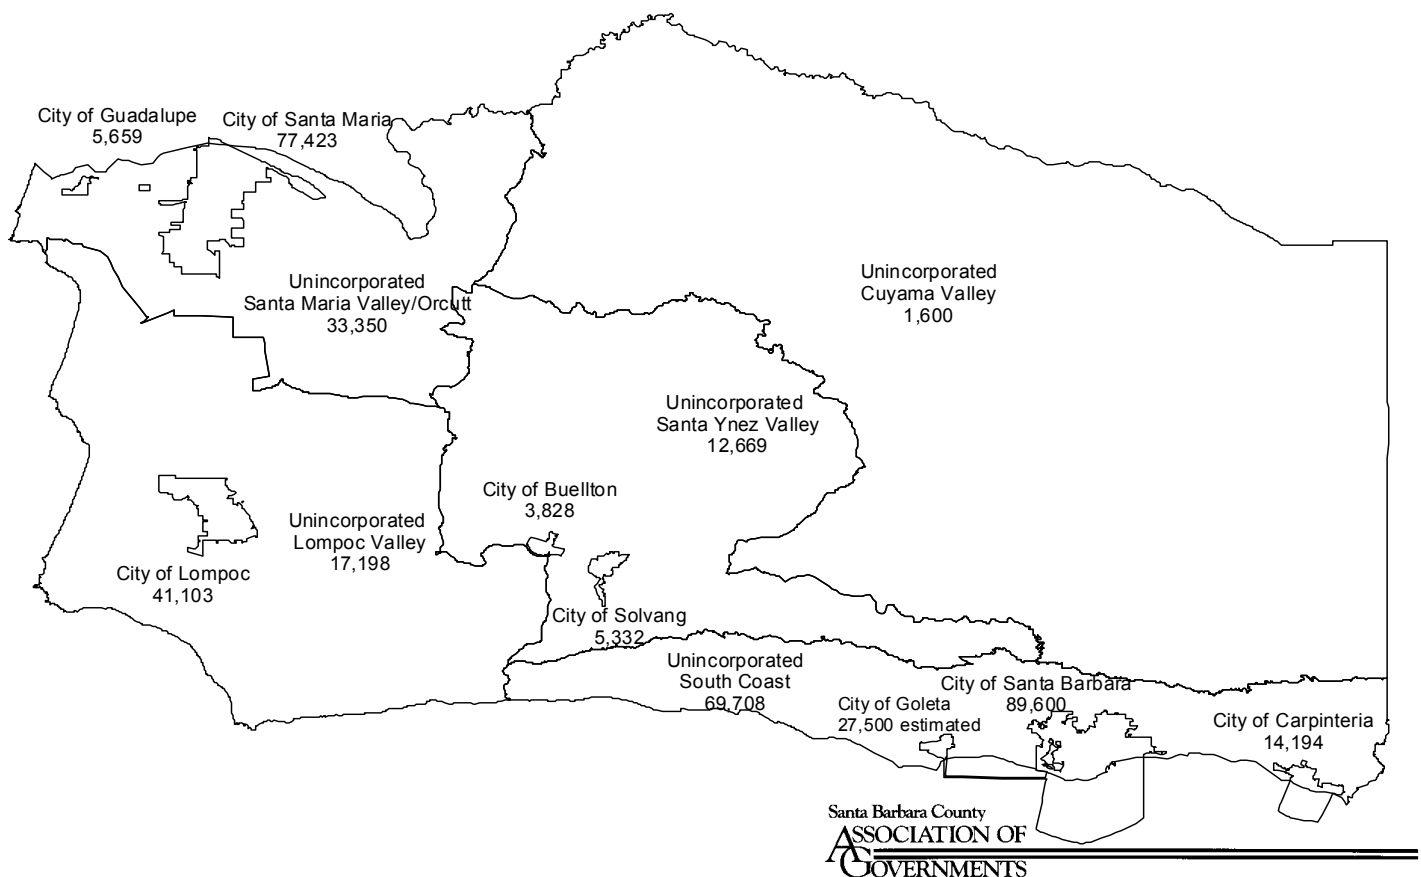 City of Guadalupe
5,659
City of Santa Maria
77,423
Unincorporated
Santa Maria Valley/Orcutt
33,350
Unincorporated
Cuyama Valley
1,600
Unincorporated
Santa Ynez Valley
12,669
City of Buellton
3,828
Unincorporated
Lompoc Valley
17,198
City of Lompoc
41,103
City of Solvang
5,332
Unincorporated
South Coast
69,708
City of Goleta
27,500 estimated
City of Santa Barbara
89,600
City of Carpinteria
14,194
Santa Barbara County
ASSOCIATION OF
GOVERNMENTS